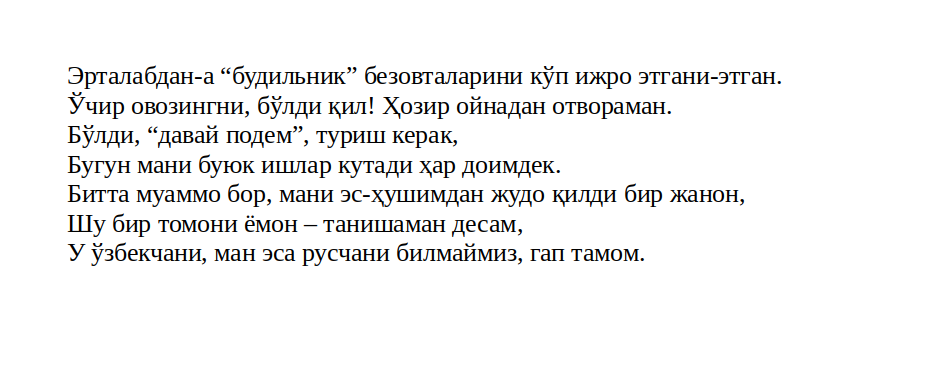 Эрталабдан-а “будильник” безовталарини кўп ижро этгани-этган.
Ўчир овозингни, бўлди қил! Ҳозир ойнадан отвораман.
Бўлди, “давай подем”, туриш керак,
Бугун мани буюк ишлар кутади ҳар доимдек.
Битта муаммо бор, мани эс-ҳушимдан жудо қилди бир жанон,
Шу бир томони ёмон – танишаман десам,
У ўзбекчани, ман эса русчани билмаймиз, гап тамом.